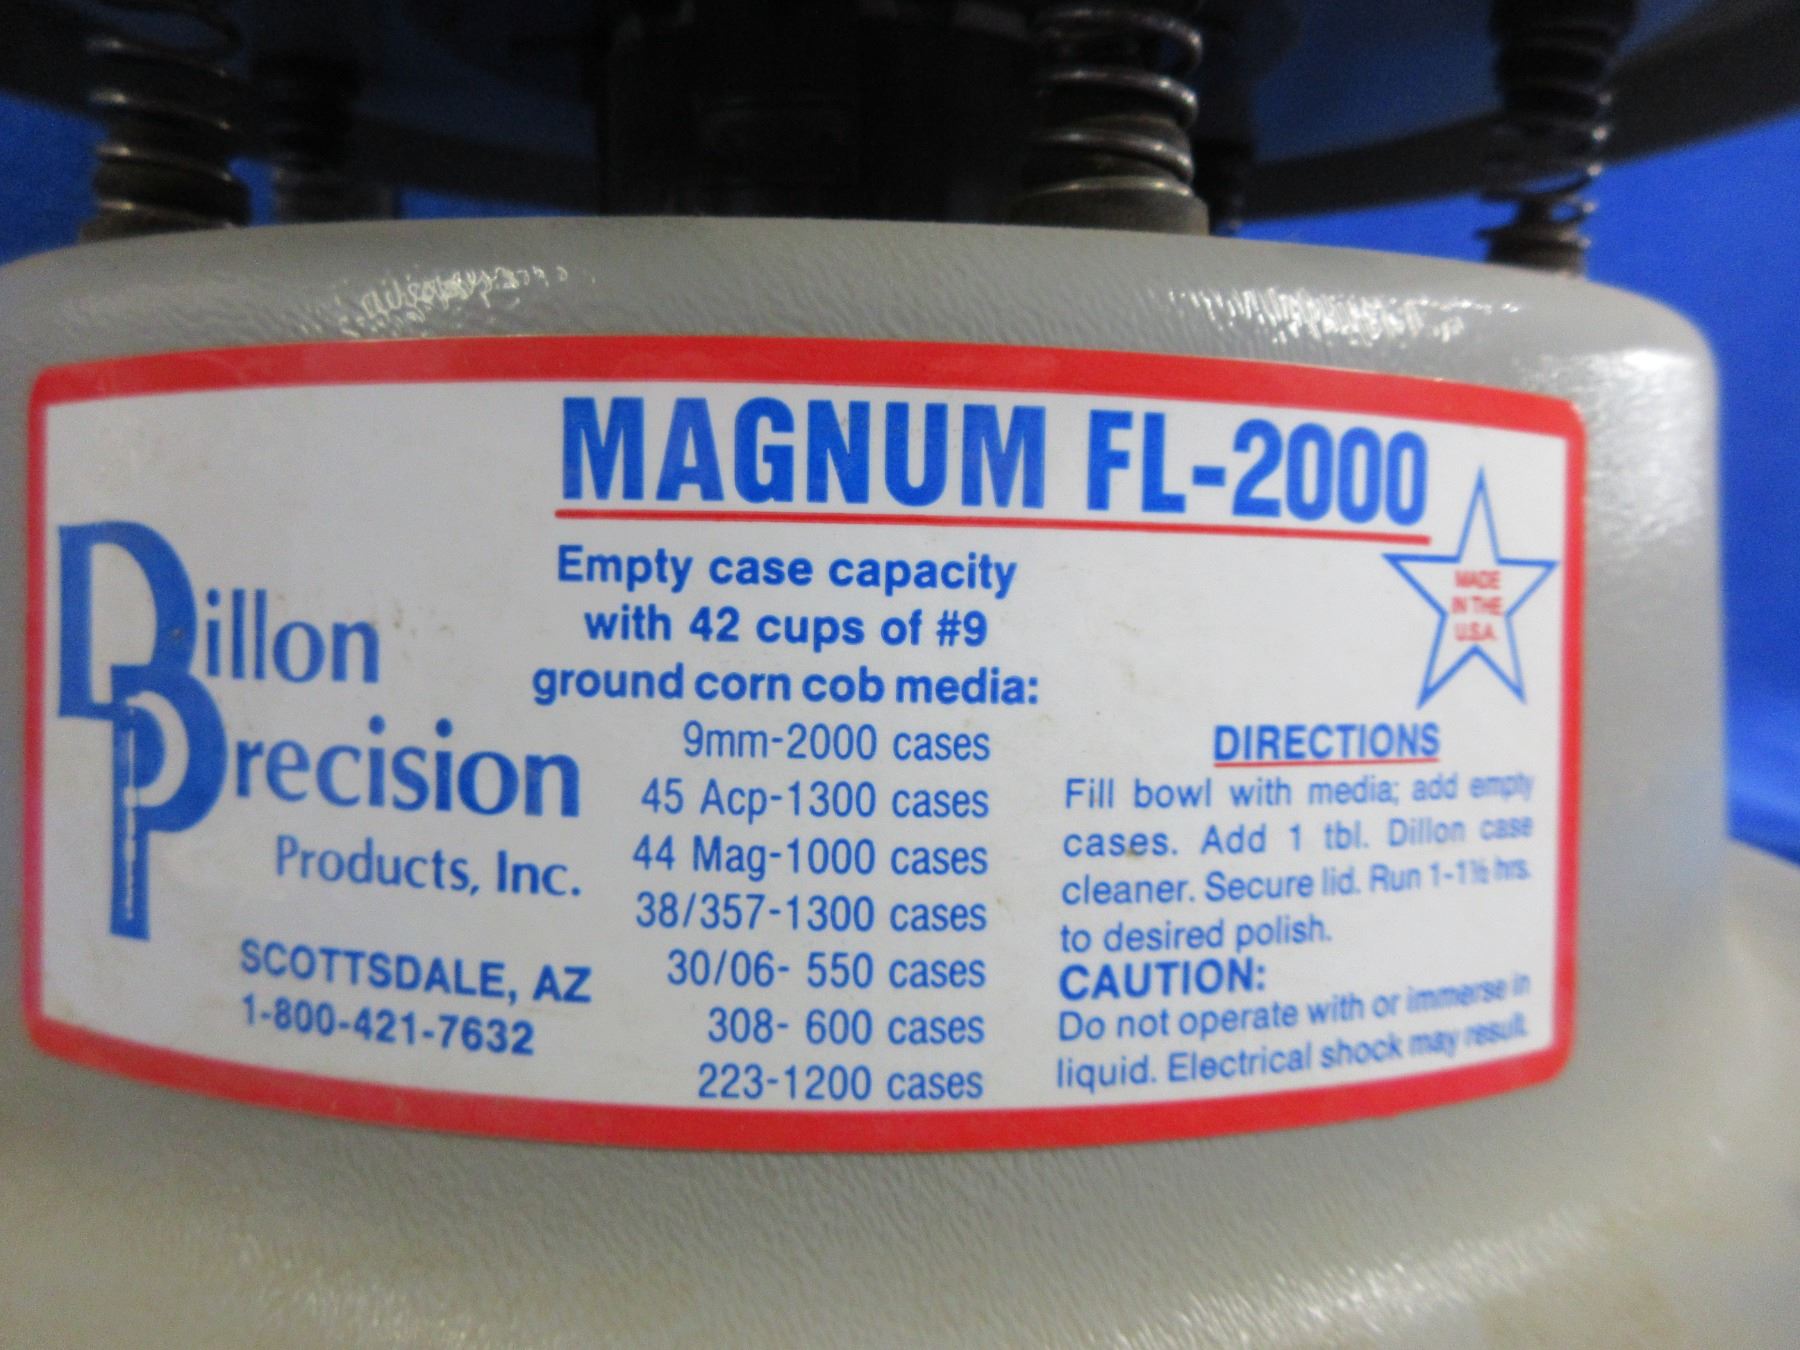 MAGNUM FL-2000
Dillon
Precision
Products, Inc.
SCOTTSDALE, AZ
1-800-421-7632
Empty case capacity
with 42 cups of #9
ground corn cob media:
9mm-2000 cases
45 Acp-1300 cases
44 Mag-1000 cases
38/357-1300 cases
30/06- 550 cases
308- 600 cases
223-1200 cases
MADE
IN THE
U.S.A.
DIRECTIONS
Fill bowl with media; add empty
cases. Add 1 tbl. Dillon case
cleaner. Secure lid. Run 1-1½ hrs.
to desired polish.
CAUTION:
Do not operate with or immerse in
liquid. Electrical shock may result.